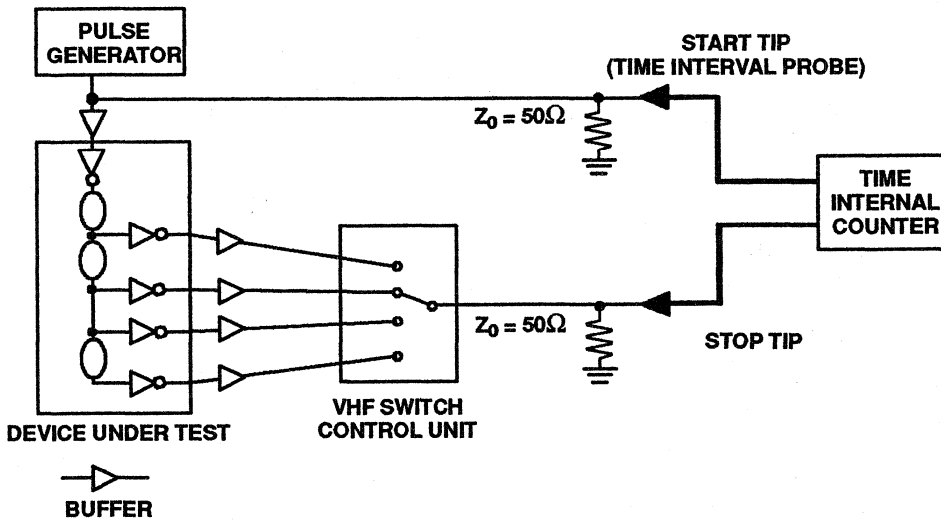 PULSE
GENERATOR
START TIP
(TIME INTERVAL PROBE)
Z0 = 50Ω
TIME
INTERNAL
COUNTER
Z0 = 50Ω
STOP TIP
VHF SWITCH
CONTROL UNIT
DEVICE UNDER TEST
BUFFER